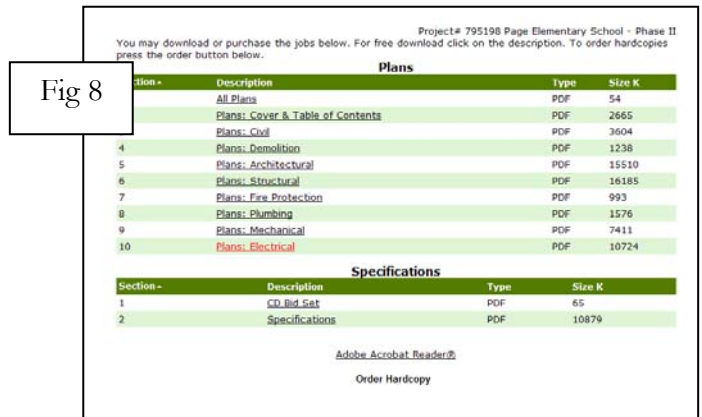 Project# 795198 Page Elementary School - Phase II
You may download or purchase the jobs below. For free download click on the description. To order hardcopies
press the order button below.
Plans
Fig 8
ction Description Type Size K
All Plans PDF 54
Plans: Cover & Table of Contents PDF 2665
Plans: Civil PDF 3604
4 Plans: Demolition PDF 1238
5 Plans: Architectural PDF 15510
6 Plans: Structural PDF 16185
7 Plans: Fire Protection PDF 993
8 Plans: Plumbing PDF 1576
9 Plans: Mechanical PDF 7411
10 Plans: Electrical PDF 10724
Specifications
Section Description Type Size K
1 CD Bid Set PDF 65
2 Specifications PDF 10879
Adobe Acrobat Reader®
Order Hardcopy